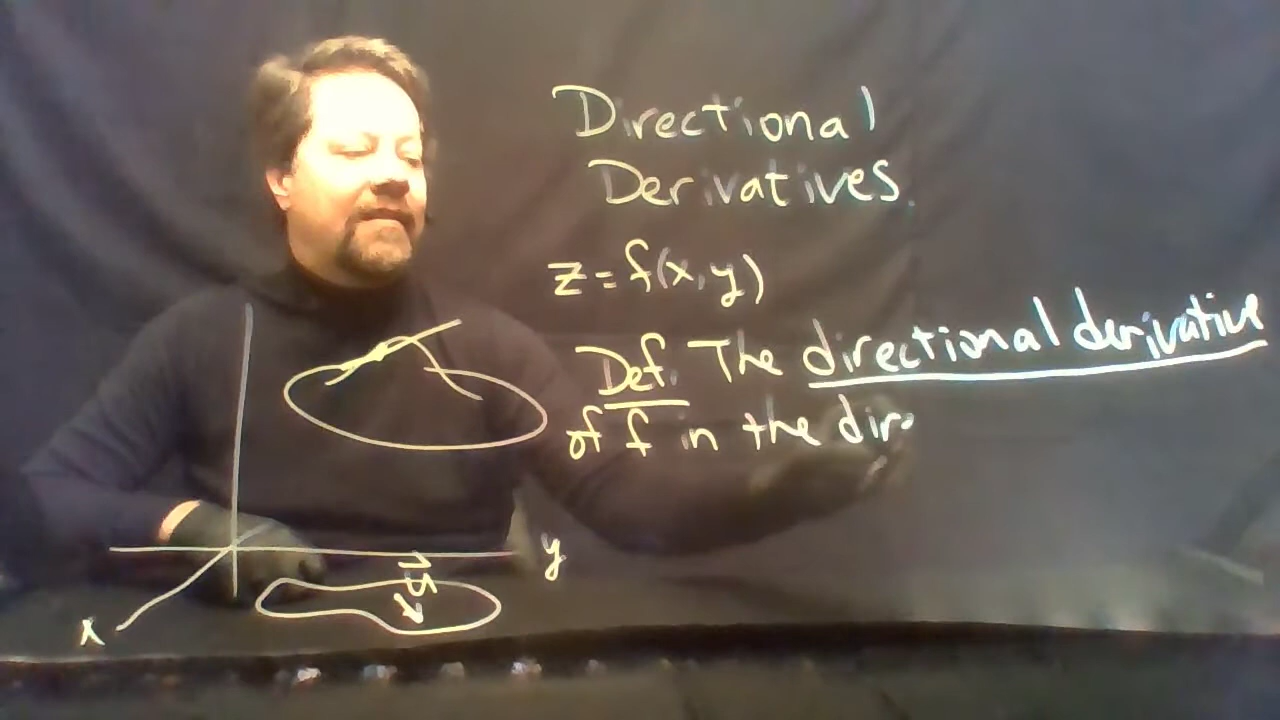 Directional
Derivatives.
z=f(x,y)
Def. The directional derivative
of f in the dir
y
u
x